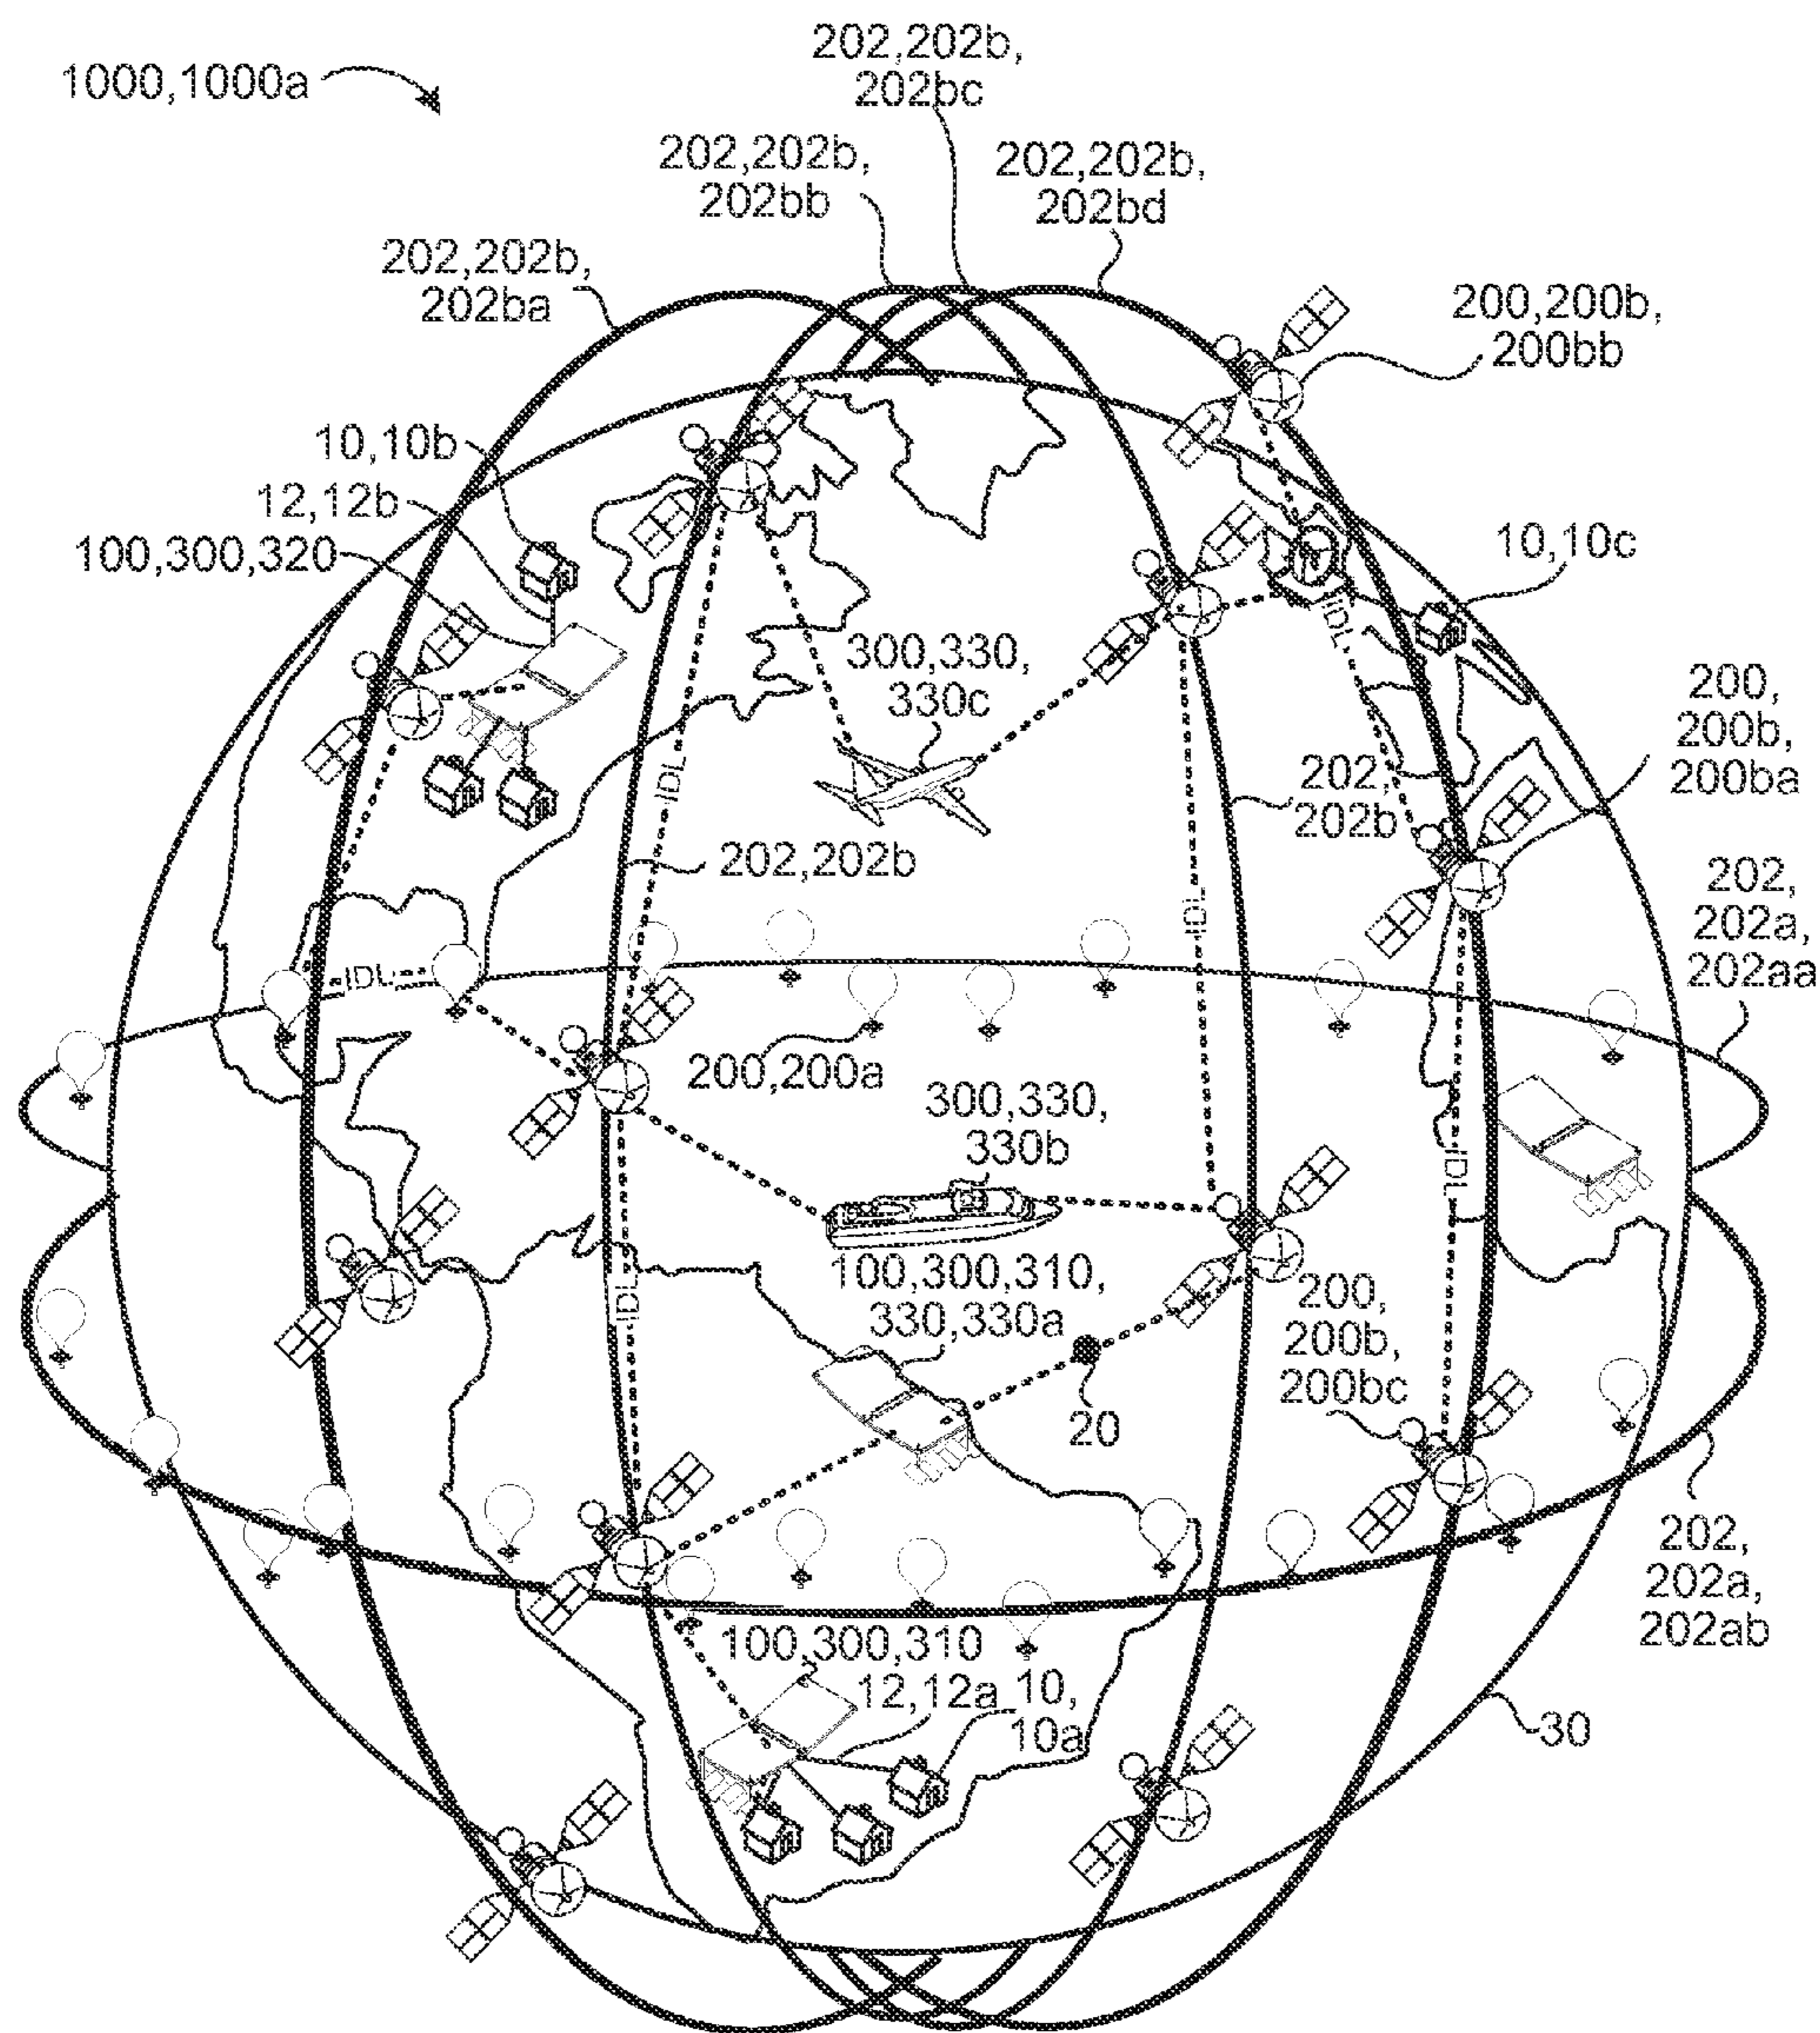 202,202b,
202bc
1000,1000a
202,202b,
202bb
202,202b,
202bd
202,202b,
202ba
200,200b,
200bb
10,10b
12,12b
100,300,320
10,10c
IDL
300,330,
330c
200,
200b,
200ba
IDL
202,
202b
202,202b
202,
202a,
202aa
IDL
IDL
200,200a
300,330,
330b
IDL
100,300,310,
330,330a
IDL
200,
200b,
200bc
20
202,
202a,
202ab
100,300,310
12,12a
10,
10a
30